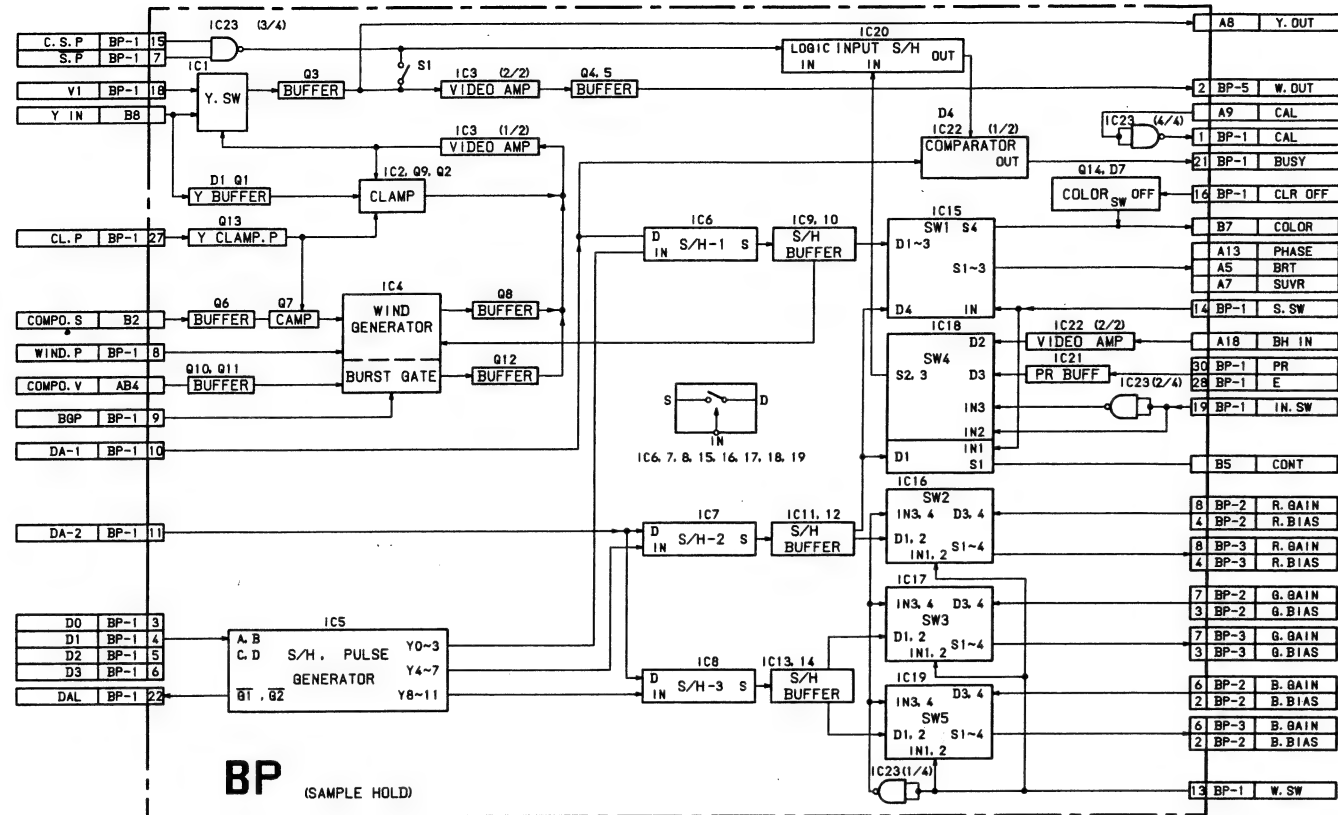 IC23 (3/4)
C. S. P BP-1 15
S. P BP-1 7
IC1
V1 BP-1 18
Y IN B8
Y. SW
Q3
BUFFER
S1
IC3 (2/2)
VIDEO AMP
Q4, 5
BUFFER
IC20
LOGIC INPUT S/H
IN IN OUT
A8 Y. OUT
2 BP-5 W. OUT
A9 CAL
IC23 (4/4)
1 BP-1 CAL
D4
IC22 (1/2)
COMPARATOR
OUT
21 BP-1 BUSY
IC3 (1/2)
VIDEO AMP
IC2, Q9, Q2
CLAMP
D1 Q1
Y BUFFER
Q13
CL. P BP-1 27
Y CLAMP. P
Q14, D7
COLOR SW OFF
16 BP-1 CLR OFF
B7 COLOR
A13 PHASE
A5 BRT
A7 SUVR
14 BP-1 S. SW
IC6
D
IN S/H-1 S
IC9, 10
S/H
BUFFER
IC15
SW1 S4
D1~3
S1~3
D4 IN
Q6
COMPO. S B2
BUFFER
Q7
CAMP
IC4
WIND
GENERATOR
BURST GATE
Q8
BUFFER
Q12
BUFFER
WIND. P BP-1 8
Q10, Q11
COMPO. V AB4
BUFFER
BGP BP-1 9
DA-1 BP-1 10
S D
IN
IC6, 7, 8, 15, 16, 17, 18, 19
IC18
SW4
D2
S2, 3 D3
IN3
IN2
IN1
D1 S1
IC22 (2/2)
VIDEO AMP
A18 BH IN
IC21
PR BUFF
30 BP-1 PR
28 BP-1 E
IC23(2/4)
19 BP-1 IN. SW
B5 CONT
DA-2 BP-1 11
IC7
D
IN S/H-2 S
IC11, 12
S/H
BUFFER
IC16
SW2
IN3, 4 D3, 4
D1, 2 S1~4
IN1, 2
8 BP-2 R. GAIN
4 BP-2 R. BIAS
8 BP-3 R. GAIN
4 BP-3 R. BIAS
IC17
IN3, 4 D3, 4
SW3
D1, 2 S1~4
IN1, 2
7 BP-2 G. GAIN
3 BP-2 G. BIAS
7 BP-3 G. GAIN
3 BP-3 G. BIAS
D0 BP-1 3
D1 BP-1 4
D2 BP-1 5
D3 BP-1 6
DAL BP-1 22
IC5
A. B
C. D
S/H. PULSE
GENERATOR
G1 , G2
Y0~3
Y4~7
Y8~11
IC8
D
IN S/H-3 S
IC13, 14
S/H
BUFFER
IC19
D3, 4
IN3, 4
SW5
D1, 2 S1~4
IN1, 2
6 BP-2 B. GAIN
2 BP-2 B. BIAS
6 BP-3 B. GAIN
2 BP-2 B. BIAS
IC23(1/4)
13 BP-1 W. SW
BP (SAMPLE HOLD)